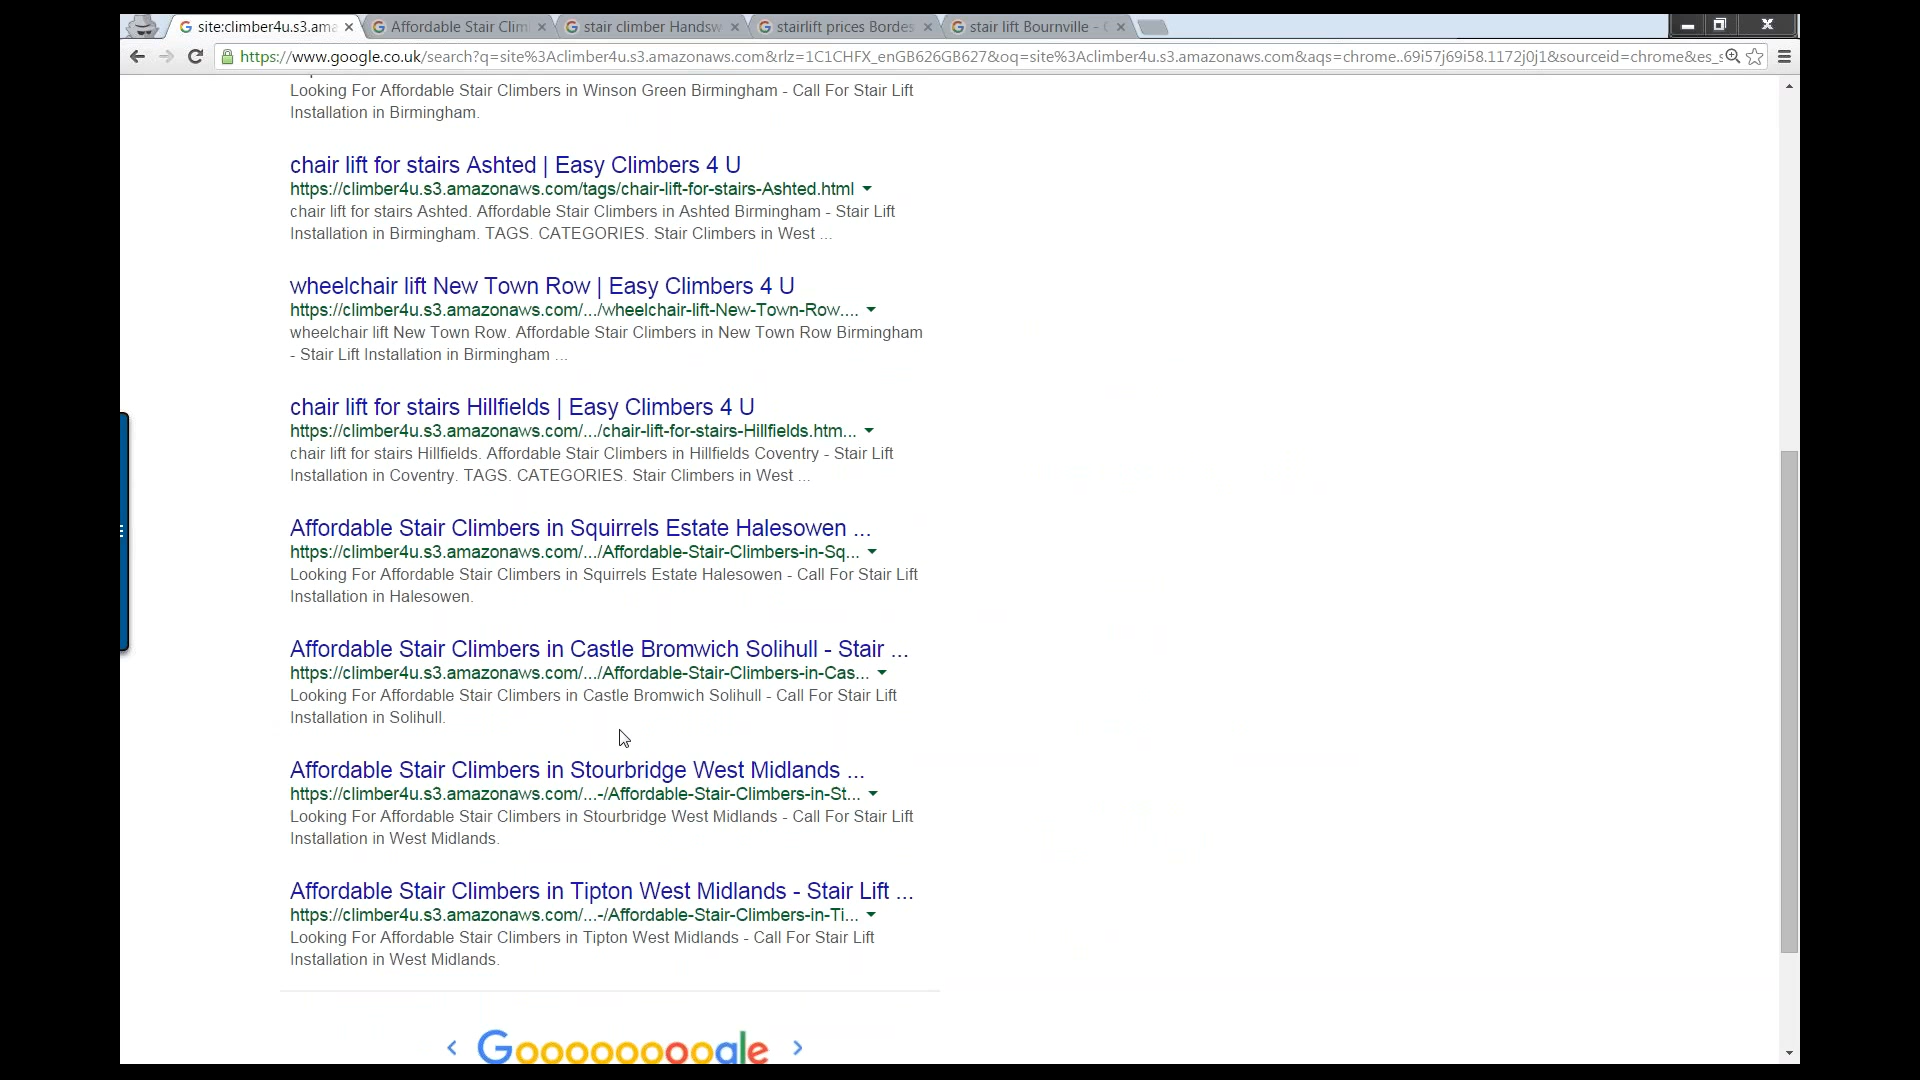 site:climber4u.s3.ama
Affordable Stair Clim
stair climber Handsw
stairlift prices Bordes
stair lift Bournville -
https://www.google.co.uk/search?q=site%3Aclimber4u.s3.amazonaws.com&rlz=1C1CHFX_enGB626GB627&oq=site%3Aclimber4u.s3.amazonaws.com&aqs=chrome..69i57j69i58.1172j0j1&sourceid=chrome&es_s
Looking For Affordable Stair Climbers in Winson Green Birmingham - Call For Stair Lift
Installation in Birmingham.
chair lift for stairs Ashted | Easy Climbers 4 U
https://climber4u.s3.amazonaws.com/tags/chair-lift-for-stairs-Ashted.html
chair lift for stairs Ashted. Affordable Stair Climbers in Ashted Birmingham - Stair Lift
Installation in Birmingham. TAGS. CATEGORIES. Stair Climbers in West ...
wheelchair lift New Town Row | Easy Climbers 4 U
https://climber4u.s3.amazonaws.com/.../wheelchair-lift-New-Town-Row....
wheelchair lift New Town Row. Affordable Stair Climbers in New Town Row Birmingham
- Stair Lift Installation in Birmingham ...
chair lift for stairs Hillfields | Easy Climbers 4 U
https://climber4u.s3.amazonaws.com/.../chair-lift-for-stairs-Hillfields.htm...
chair lift for stairs Hillfields. Affordable Stair Climbers in Hillfields Coventry - Stair Lift
Installation in Coventry. TAGS. CATEGORIES. Stair Climbers in West ...
Affordable Stair Climbers in Squirrels Estate Halesowen ...
https://climber4u.s3.amazonaws.com/.../Affordable-Stair-Climbers-in-Sq...
Looking For Affordable Stair Climbers in Squirrels Estate Halesowen - Call For Stair Lift
Installation in Halesowen.
Affordable Stair Climbers in Castle Bromwich Solihull - Stair ...
https://climber4u.s3.amazonaws.com/.../Affordable-Stair-Climbers-in-Cas...
Looking For Affordable Stair Climbers in Castle Bromwich Solihull - Call For Stair Lift
Installation in Solihull.
Affordable Stair Climbers in Stourbridge West Midlands ...
https://climber4u.s3.amazonaws.com/...-/Affordable-Stair-Climbers-in-St...
Looking For Affordable Stair Climbers in Stourbridge West Midlands - Call For Stair Lift
Installation in West Midlands.
Affordable Stair Climbers in Tipton West Midlands - Stair Lift ...
https://climber4u.s3.amazonaws.com/...-/Affordable-Stair-Climbers-in-Ti...
Looking For Affordable Stair Climbers in Tipton West Midlands - Call For Stair Lift
Installation in West Midlands.
< Gooooooooogle >